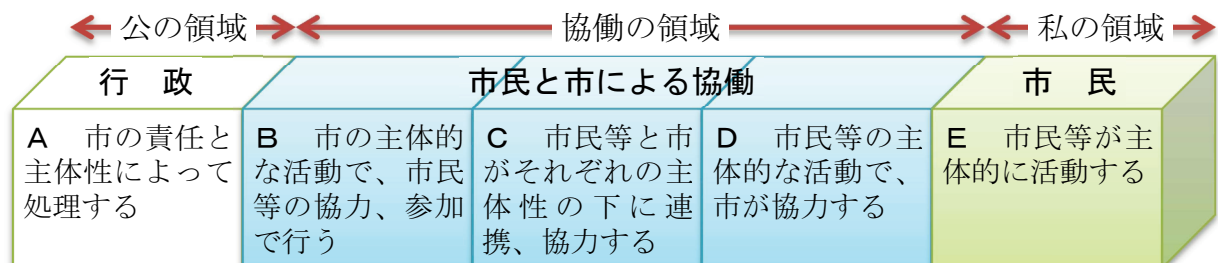 公の領域
協働の領域
私の領域
行　政
市民と市による協働
市　民
A　市の責任と
主体性によって
処理する
B　市の主体的
な活動で、市民
等の協力、参加
で行う
C　市民等と市
がそれぞれの主
体性の下に連
携、協力する
D　市民等の主
体的な活動で、
市が協力する
E　市民等が主
体的に活動する